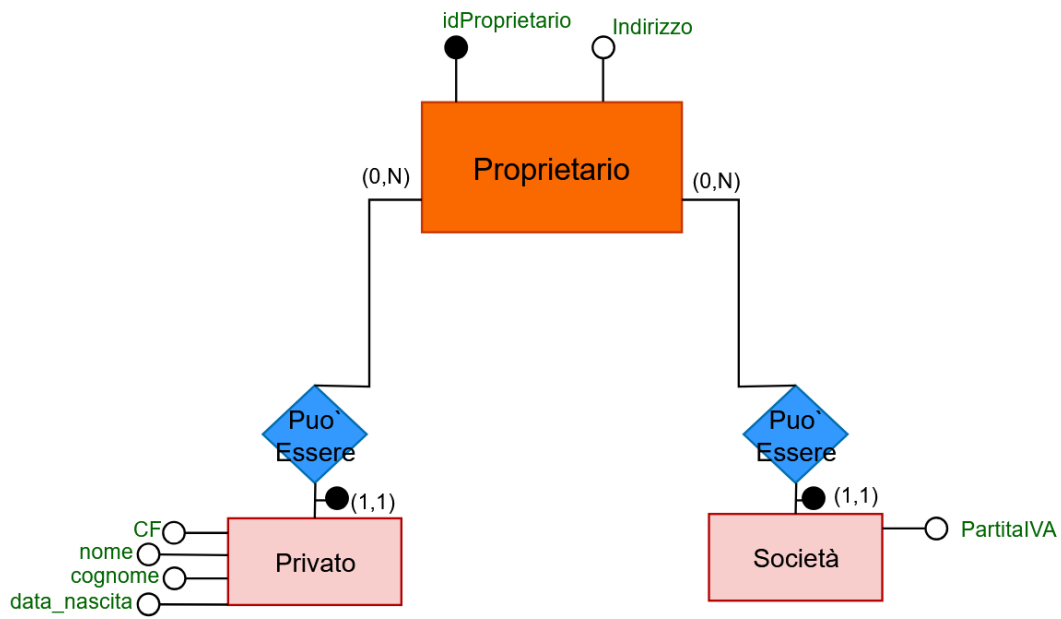 idProprietario
Indirizzo
Proprietario
(0,N)
(0,N)
Puo`
Essere
Puo`
Essere
(1,1)
(1,1)
CF
nome
cognome
data_nascita
Privato
Società
PartitaIVA